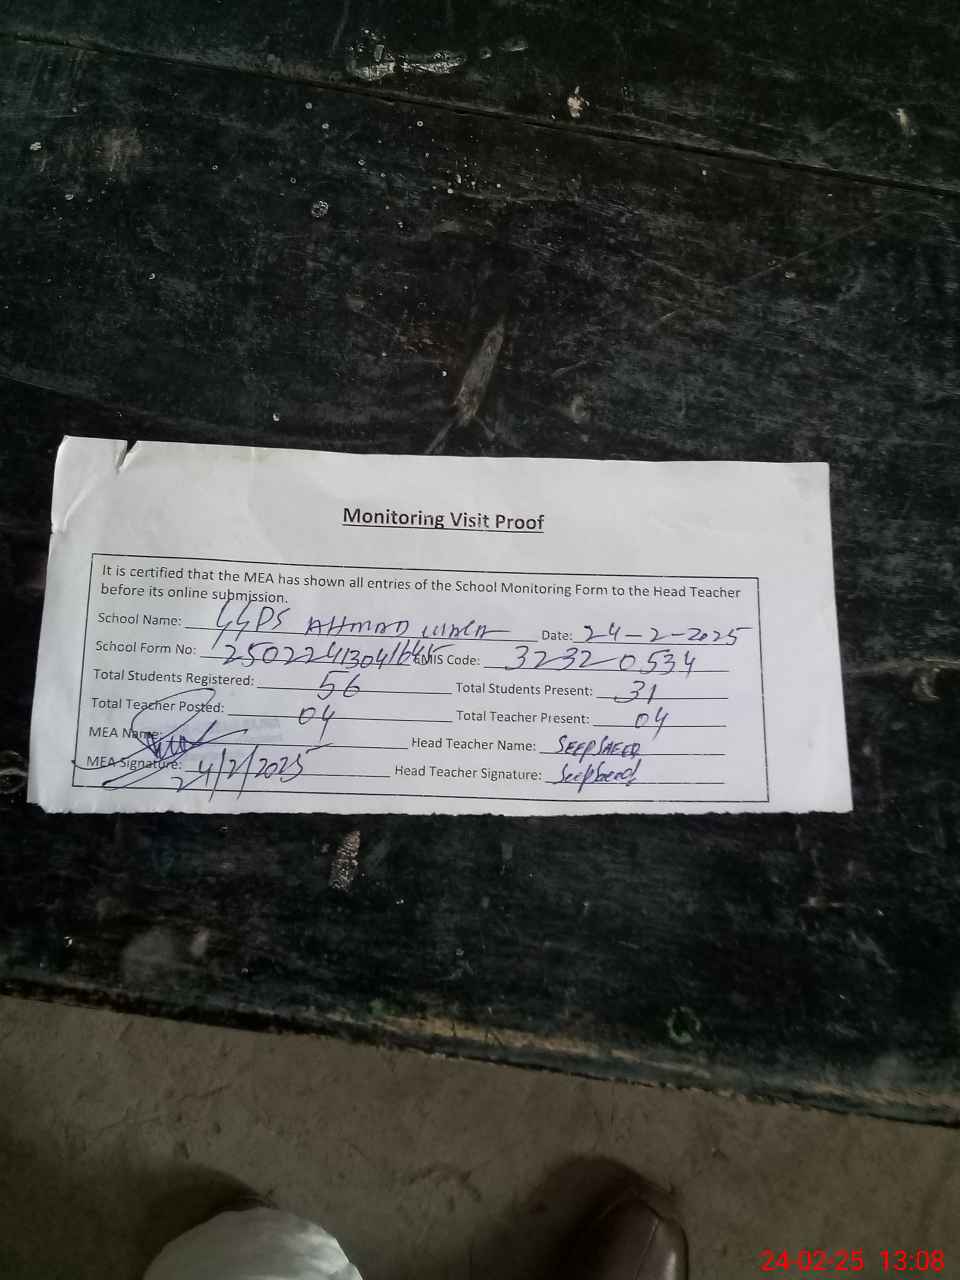 Monitoring Visit Proof
It is certified that the MEA has shown all entries of the School Monitoring Form to the Head Teacher
before its online submission.
School Name: GGPS AHMAD Date: 24-2-2025
School Form No: EMIS Code: 32320534
Total Students Registered: 56 Total Students Present: 31
Total Teacher Posted: 04 Total Teacher Present: 04
MEA Name: Head Teacher Name: SEEPSAEED
MEA Signature: 24/2/2025 Head Teacher Signature:
24-02-25 13:08